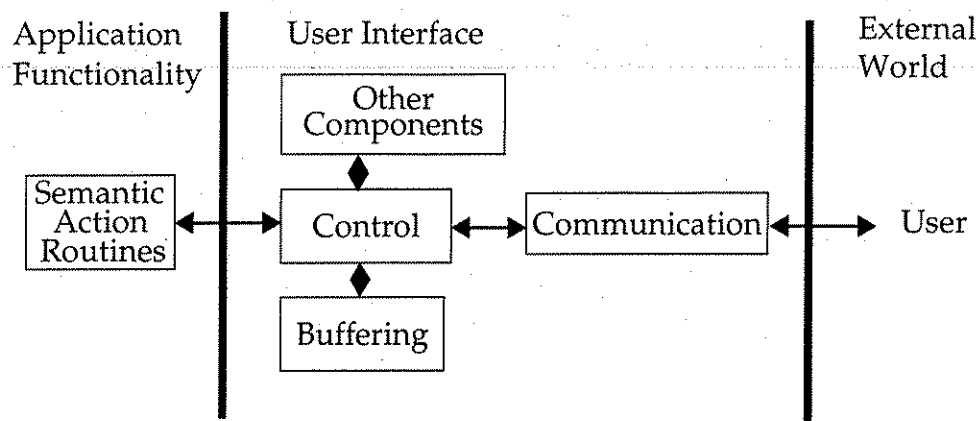 Application
Functionality
User Interface
External
World
Other
Components
Semantic
Action
Routines
Control
Communication
User
Buffering